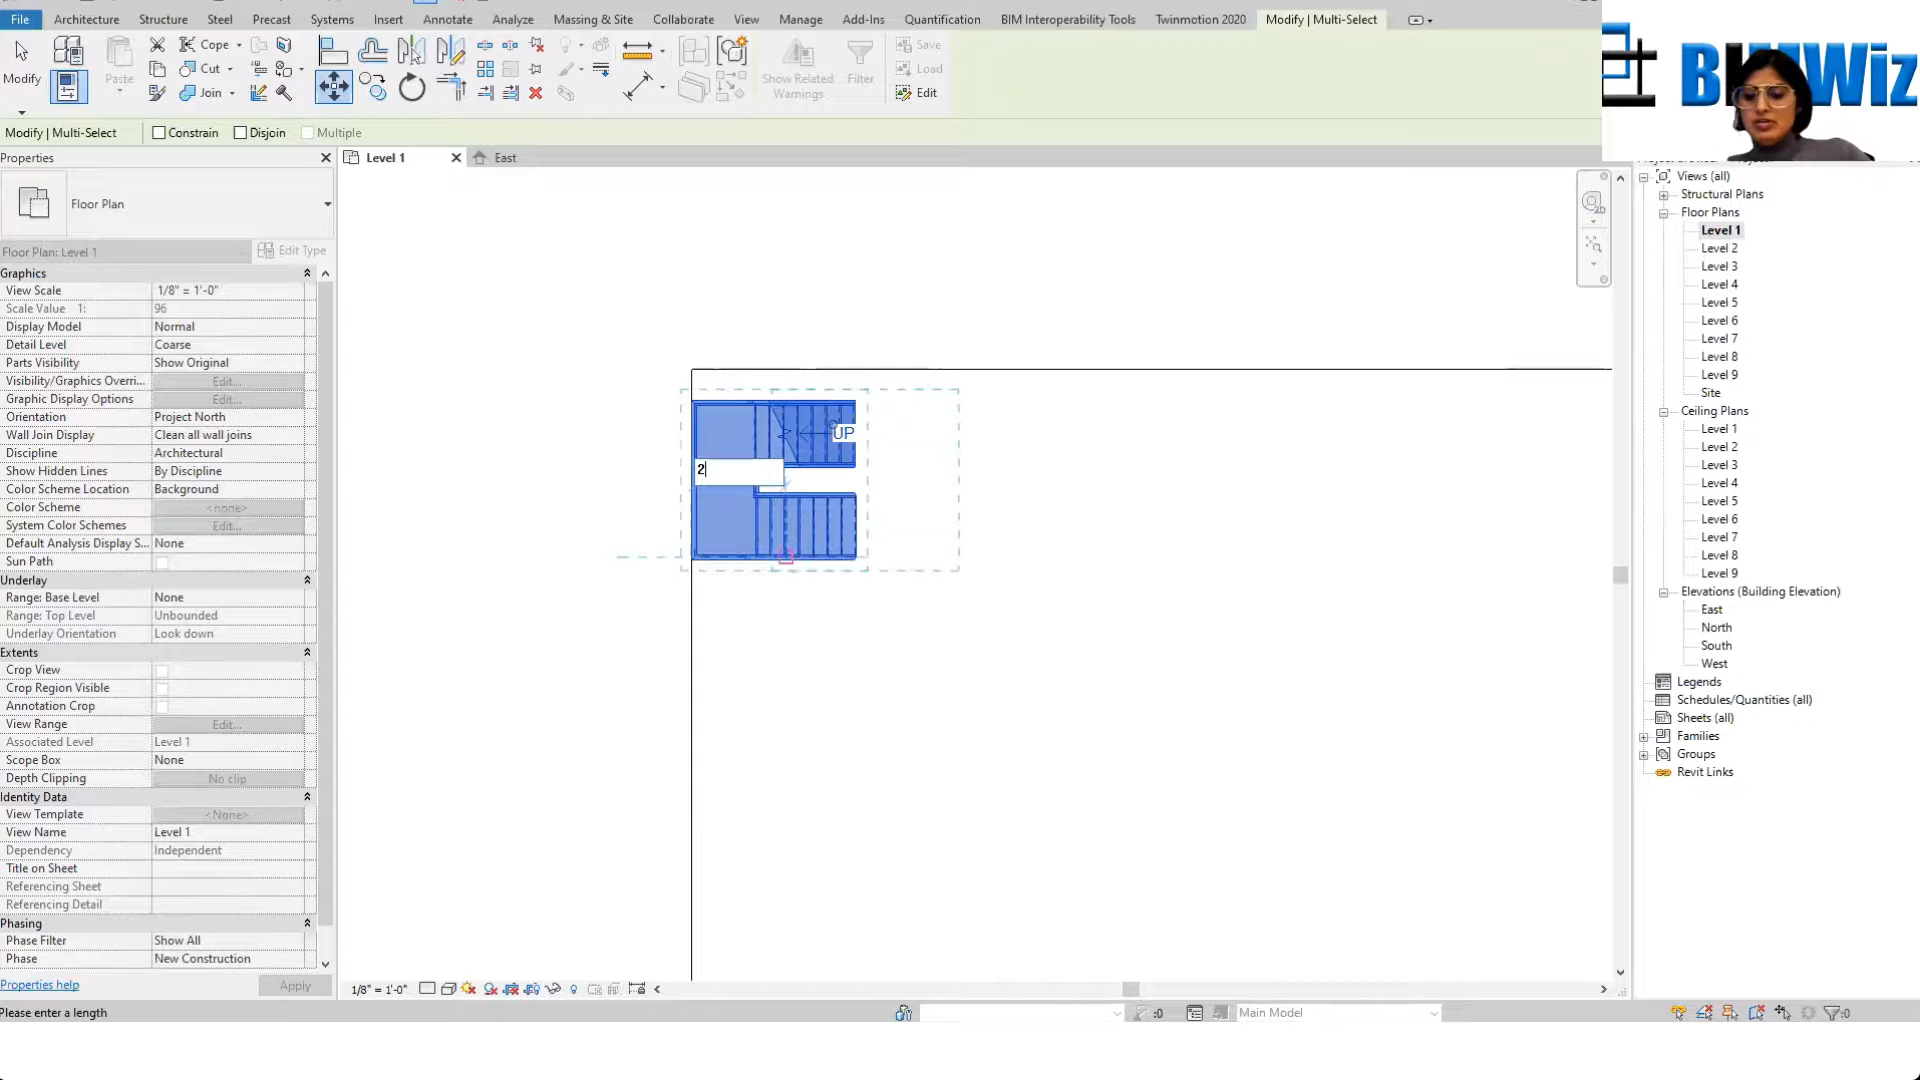 File Architecture Structure Steel Precast Systems Insert Annotate Analyze Massing & Site Collaborate View Manage Add-Ins Quantification BIM Interoperability Tools Twinmotion 2020 Modify | Multi-Select
Modify
Paste
Cope
Cut
Join
Show Related
Warnings
Filter
Save
Load
Edit
2D
Modify | Multi-Select Constrain Disjoin Multiple
Properties
Level 1
East
Floor Plan
Floor Plan: Level 1 Edit Type
Graphics
View Scale 1/8" = 1'-0"
Scale Value 1: 96
Display Model Normal
Detail Level Coarse
Parts Visibility Show Original
Visibility/Graphics Overri... Edit...
Graphic Display Options Edit...
Orientation Project North
Wall Join Display Clean all wall joins
Discipline Architectural
Show Hidden Lines By Discipline
Color Scheme Location Background
Color Scheme <none>
System Color Schemes Edit...
Default Analysis Display S... None
Sun Path
Underlay
Range: Base Level None
Range: Top Level Unbounded
Underlay Orientation Look down
Extents
Crop View
Crop Region Visible
Annotation Crop
View Range Edit...
Associated Level Level 1
Scope Box None
Depth Clipping No clip
Identity Data
View Template <None>
View Name Level 1
Dependency Independent
Title on Sheet
Referencing Sheet
Referencing Detail
Phasing
Phase Filter Show All
Phase New Construction
Properties help Apply
UP
2
Views (all)
Structural Plans
Floor Plans
Level 1
Level 2
Level 3
Level 4
Level 5
Level 6
Level 7
Level 8
Level 9
Site
Ceiling Plans
Level 1
Level 2
Level 3
Level 4
Level 5
Level 6
Level 7
Level 8
Level 9
Elevations (Building Elevation)
East
North
South
West
Legends
Schedules/Quantities (all)
Sheets (all)
Families
Groups
Revit Links
1/8" = 1'-0"
Please enter a length
:0
Main Model
:0